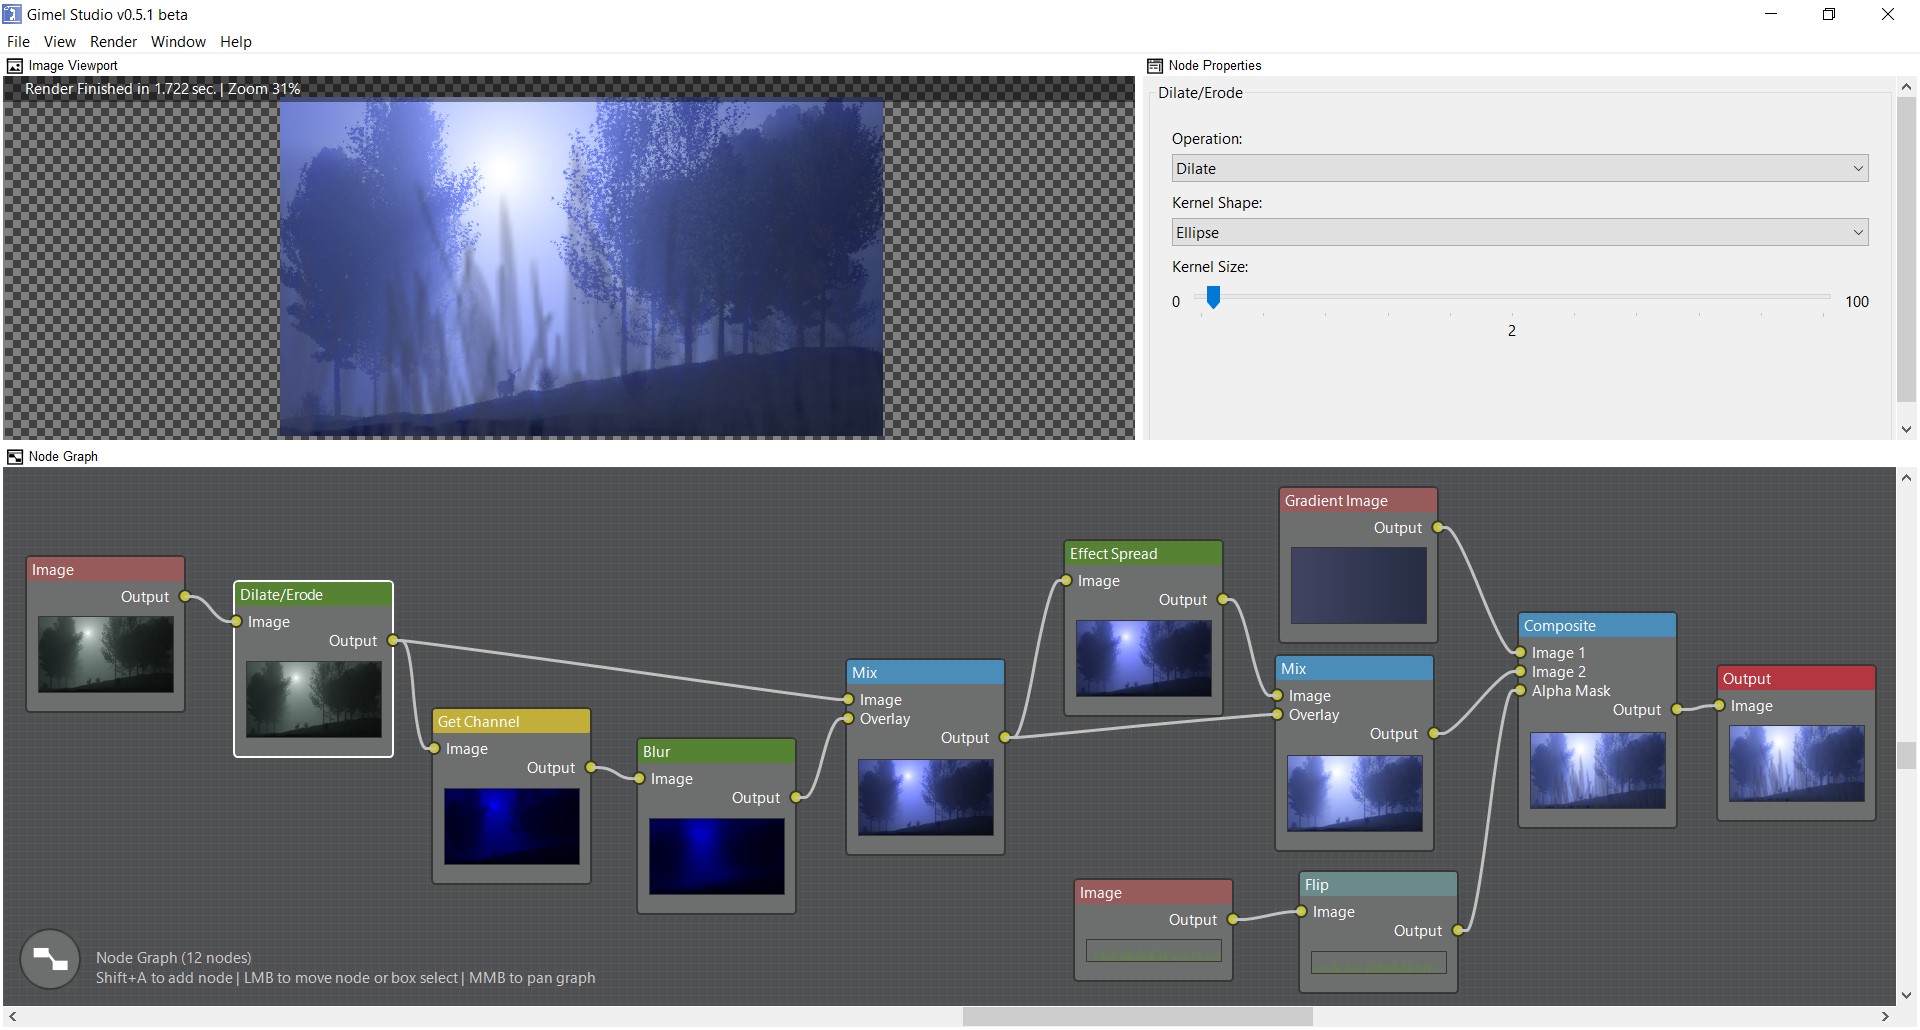 Gimel Studio v0.5.1 beta
File View Render Window Help
Image Viewport
Render Finished in 1.722 sec. | Zoom 31%
Node Properties
Dilate/Erode
Operation:
Dilate
Kernel Shape:
Ellipse
Kernel Size:
0
100
2
Node Graph
Image
Output
Dilate/Erode
Image
Output
Get Channel
Image
Output
Blur
Image
Output
Mix
Image
Overlay
Output
Effect Spread
Image
Output
Gradient Image
Output
Mix
Image
Overlay
Output
Image
Output
Flip
Image
Output
Composite
Image 1
Image 2
Alpha Mask
Output
Output
Image
Node Graph (12 nodes)
Shift+A to add node | LMB to move node or box select | MMB to pan graph